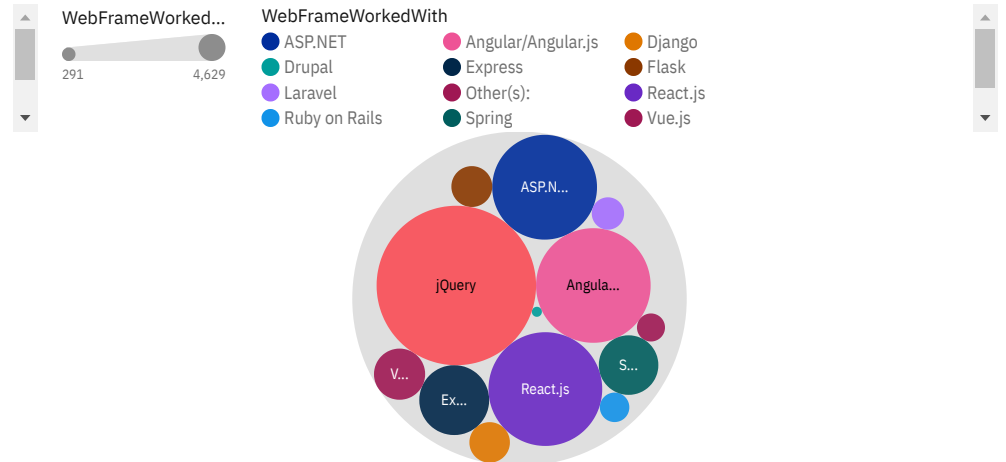 WebFrameWorked...
291 4,629
WebFrameWorkedWith
ASP.NET Angular/Angular.js Django
Drupal Express Flask
Laravel Other(s): React.js
Ruby on Rails Spring Vue.js
ASP.N...
jQuery
Angula...
S...
V...
React.js
Ex...